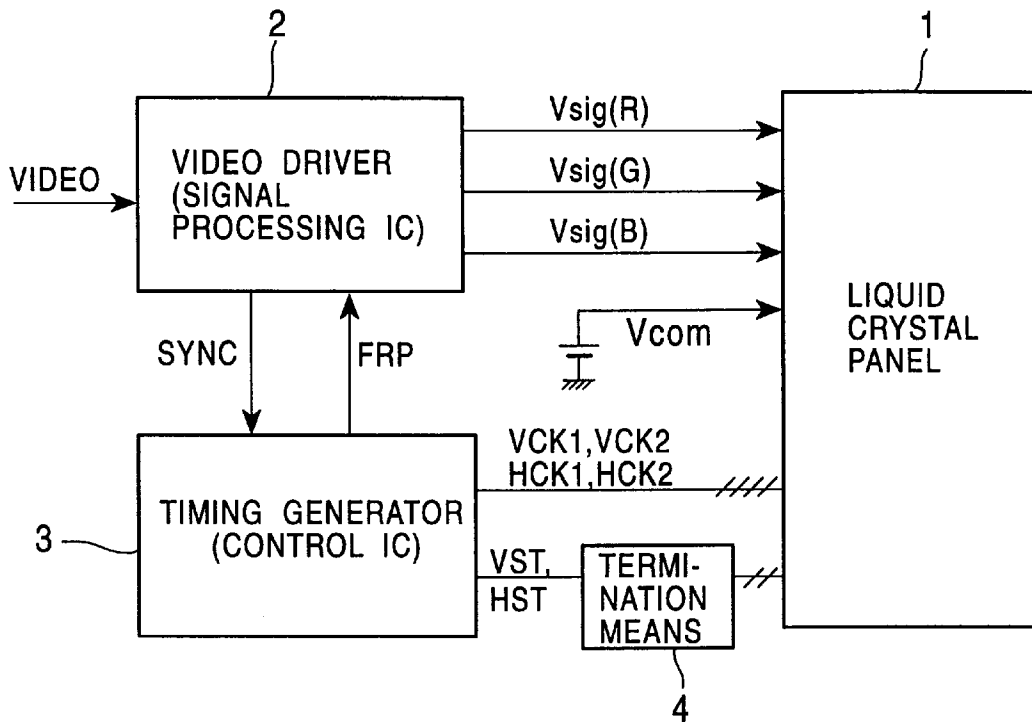 2
1
VIDEO
VIDEO DRIVER
(SIGNAL
PROCESSING IC)
Vsig(R)
Vsig(G)
Vsig(B)
Vcom
LIQUID
CRYSTAL
PANEL
SYNC
FRP
VCK1,VCK2
HCK1,HCK2
3
TIMING GENERATOR
(CONTROL IC)
VST,
HST
TERMI-
NATION
MEANS
4